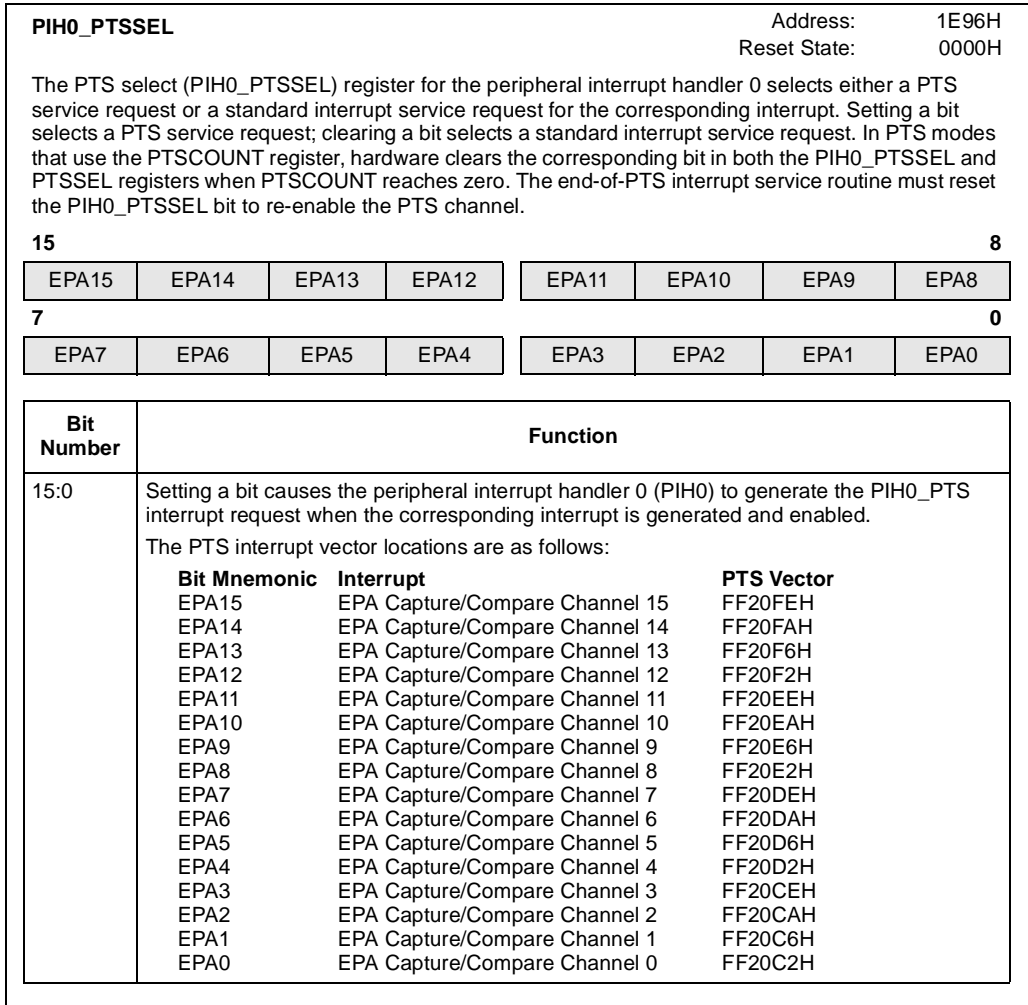 PIH0_PTSSEL Address: 1E96H
Reset State: 0000H
The PTS select (PIH0_PTSSEL) register for the peripheral interrupt handler 0 selects either a PTS
service request or a standard interrupt service request for the corresponding interrupt. Setting a bit
selects a PTS service request; clearing a bit selects a standard interrupt service request. In PTS modes
that use the PTSCOUNT register, hardware clears the corresponding bit in both the PIH0_PTSSEL and
PTSSEL registers when PTSCOUNT reaches zero. The end-of-PTS interrupt service routine must reset
the PIH0_PTSSEL bit to re-enable the PTS channel.
15 8
EPA15 EPA14 EPA13 EPA12 EPA11 EPA10 EPA9 EPA8
7 0
EPA7 EPA6 EPA5 EPA4 EPA3 EPA2 EPA1 EPA0
Bit
Number Function
15:0 Setting a bit causes the peripheral interrupt handler 0 (PIH0) to generate the PIH0_PTS
interrupt request when the corresponding interrupt is generated and enabled.
The PTS interrupt vector locations are as follows:
Bit Mnemonic Interrupt PTS Vector
EPA15 EPA Capture/Compare Channel 15 FF20FEH
EPA14 EPA Capture/Compare Channel 14 FF20FAH
EPA13 EPA Capture/Compare Channel 13 FF20F6H
EPA12 EPA Capture/Compare Channel 12 FF20F2H
EPA11 EPA Capture/Compare Channel 11 FF20EEH
EPA10 EPA Capture/Compare Channel 10 FF20EAH
EPA9 EPA Capture/Compare Channel 9 FF20E6H
EPA8 EPA Capture/Compare Channel 8 FF20E2H
EPA7 EPA Capture/Compare Channel 7 FF20DEH
EPA6 EPA Capture/Compare Channel 6 FF20DAH
EPA5 EPA Capture/Compare Channel 5 FF20D6H
EPA4 EPA Capture/Compare Channel 4 FF20D2H
EPA3 EPA Capture/Compare Channel 3 FF20CEH
EPA2 EPA Capture/Compare Channel 2 FF20CAH
EPA1 EPA Capture/Compare Channel 1 FF20C6H
EPA0 EPA Capture/Compare Channel 0 FF20C2H